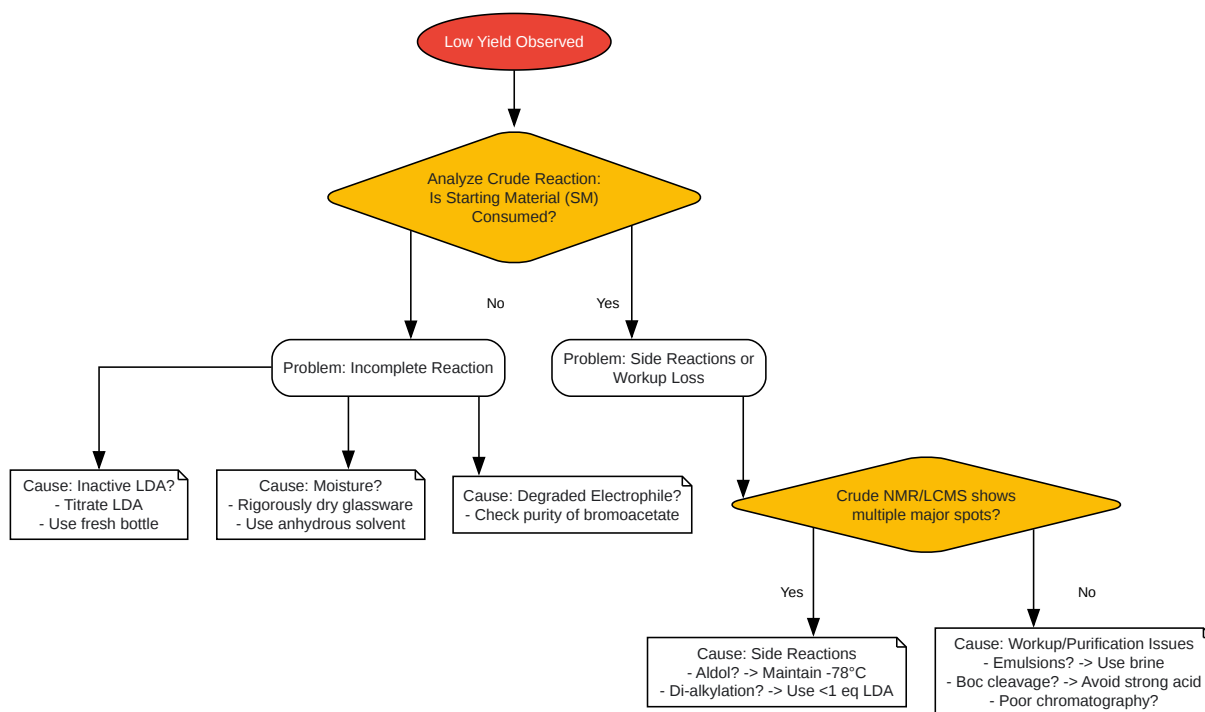 Low Yield Observed
Analyze Crude Reaction:
Is Starting Material (SM)
Consumed?
No
Yes
Problem: Incomplete Reaction
Problem: Side Reactions or
Workup Loss
Cause: Inactive LDA?
- Titrate LDA
- Use fresh bottle
Cause: Moisture?
- Rigorously dry glassware
- Use anhydrous solvent
Cause: Degraded Electrophile?
- Check purity of bromoacetate
Crude NMR/LCMS shows
multiple major spots?
Yes
No
Cause: Side Reactions
- Aldol? -> Maintain -78°C
- Di-alkylation? -> Use <1 eq LDA
Cause: Workup/Purification Issues
- Emulsions? -> Use brine
- Boc cleavage? -> Avoid strong acid
- Poor chromatography?